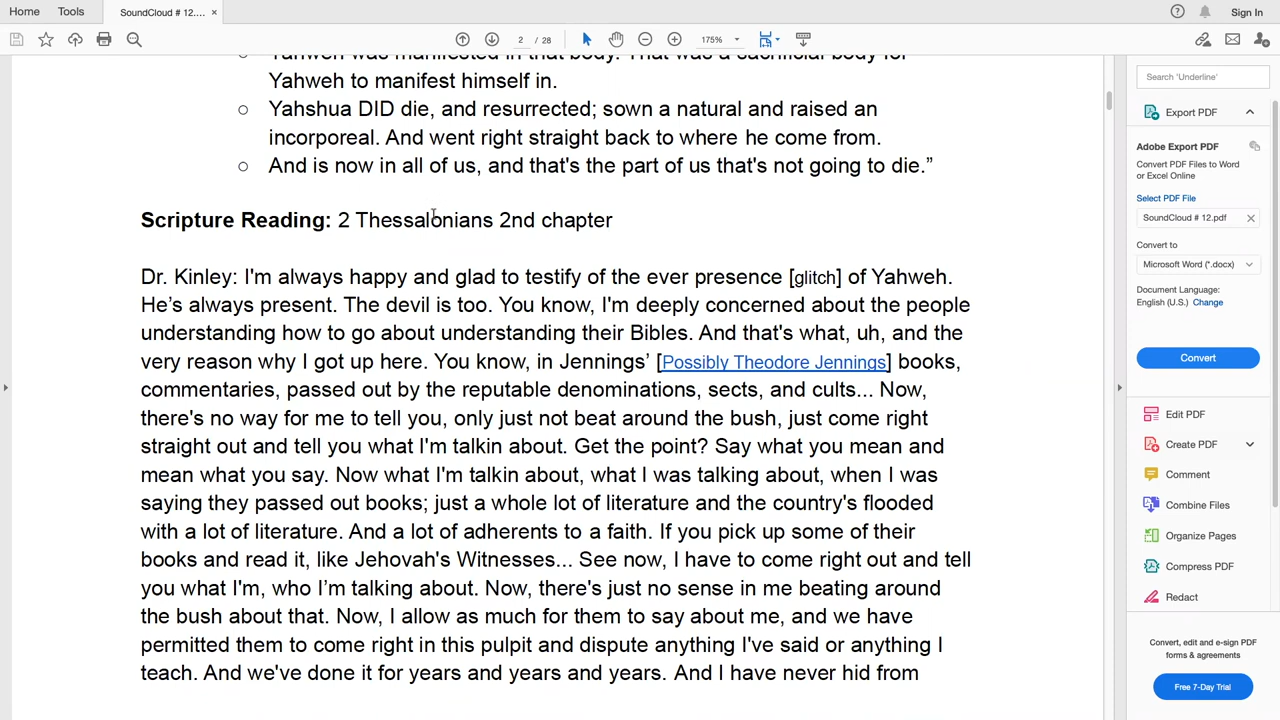 Home
Tools
SoundCloud # 12.... ×
? Sign In
2 / 28
175%
Yahweh was manifested in that body. That was a sacrificial body for
Yahweh to manifest himself in.
○ Yahshua DID die, and resurrected; sown a natural and raised an
incorporeal. And went right straight back to where he come from.
○ And is now in all of us, and that's the part of us that's not going to die.”
Scripture Reading: 2 Thessalonians 2nd chapter
Dr. Kinley: I'm always happy and glad to testify of the ever presence [glitch] of Yahweh.
He’s always present. The devil is too. You know, I'm deeply concerned about the people
understanding how to go about understanding their Bibles. And that's what, uh, and the
very reason why I got up here. You know, in Jennings’ [Possibly Theodore Jennings] books,
commentaries, passed out by the reputable denominations, sects, and cults... Now,
there's no way for me to tell you, only just not beat around the bush, just come right
straight out and tell you what I'm talkin about. Get the point? Say what you mean and
mean what you say. Now what I'm talkin about, what I was talking about, when I was
saying they passed out books; just a whole lot of literature and the country's flooded
with a lot of literature. And a lot of adherents to a faith. If you pick up some of their
books and read it, like Jehovah's Witnesses... See now, I have to come right out and tell
you what I'm, who I’m talking about. Now, there's just no sense in me beating around
the bush about that. Now, I allow as much for them to say about me, and we have
permitted them to come right in this pulpit and dispute anything I've said or anything I
teach. And we've done it for years and years and years. And I have never hid from
Search 'Underline'
Export PDF
Adobe Export PDF
Convert PDF Files to Word
or Excel Online
Select PDF File
SoundCloud # 12.pdf
Convert to
Microsoft Word (*.docx)
Document Language:
English (U.S.) Change
Convert
Edit PDF
Create PDF
Comment
Combine Files
Organize Pages
Compress PDF
Redact
Convert, edit and e-sign PDF
forms & agreements
Free 7-Day Trial